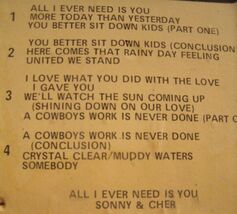 ALL I EVER NEED IS YOU
1 MORE TODAY THAN YESTERDAY
YOU BETTER SIT DOWN KIDS (PART ONE)
YOU BETTER SIT DOWN KIDS (CONCLUSION
2 HERE COMES THAT RAINY DAY FEELING
UNITED WE STAND
I LOVE WHAT YOU DID WITH THE LOVE
I GAVE YOU
3 WE'LL WATCH THE SUN COMING UP
(SHINING DOWN ON OUR LOVE)
A COWBOYS WORK IS NEVER DONE (PART O
A COWBOYS WORK IS NEVER DONE
(CONCLUSION)
4 CRYSTAL CLEAR/MUDDY WATERS
SOMEBODY
ALL I EVER NEED IS YOU
SONNY & CHER